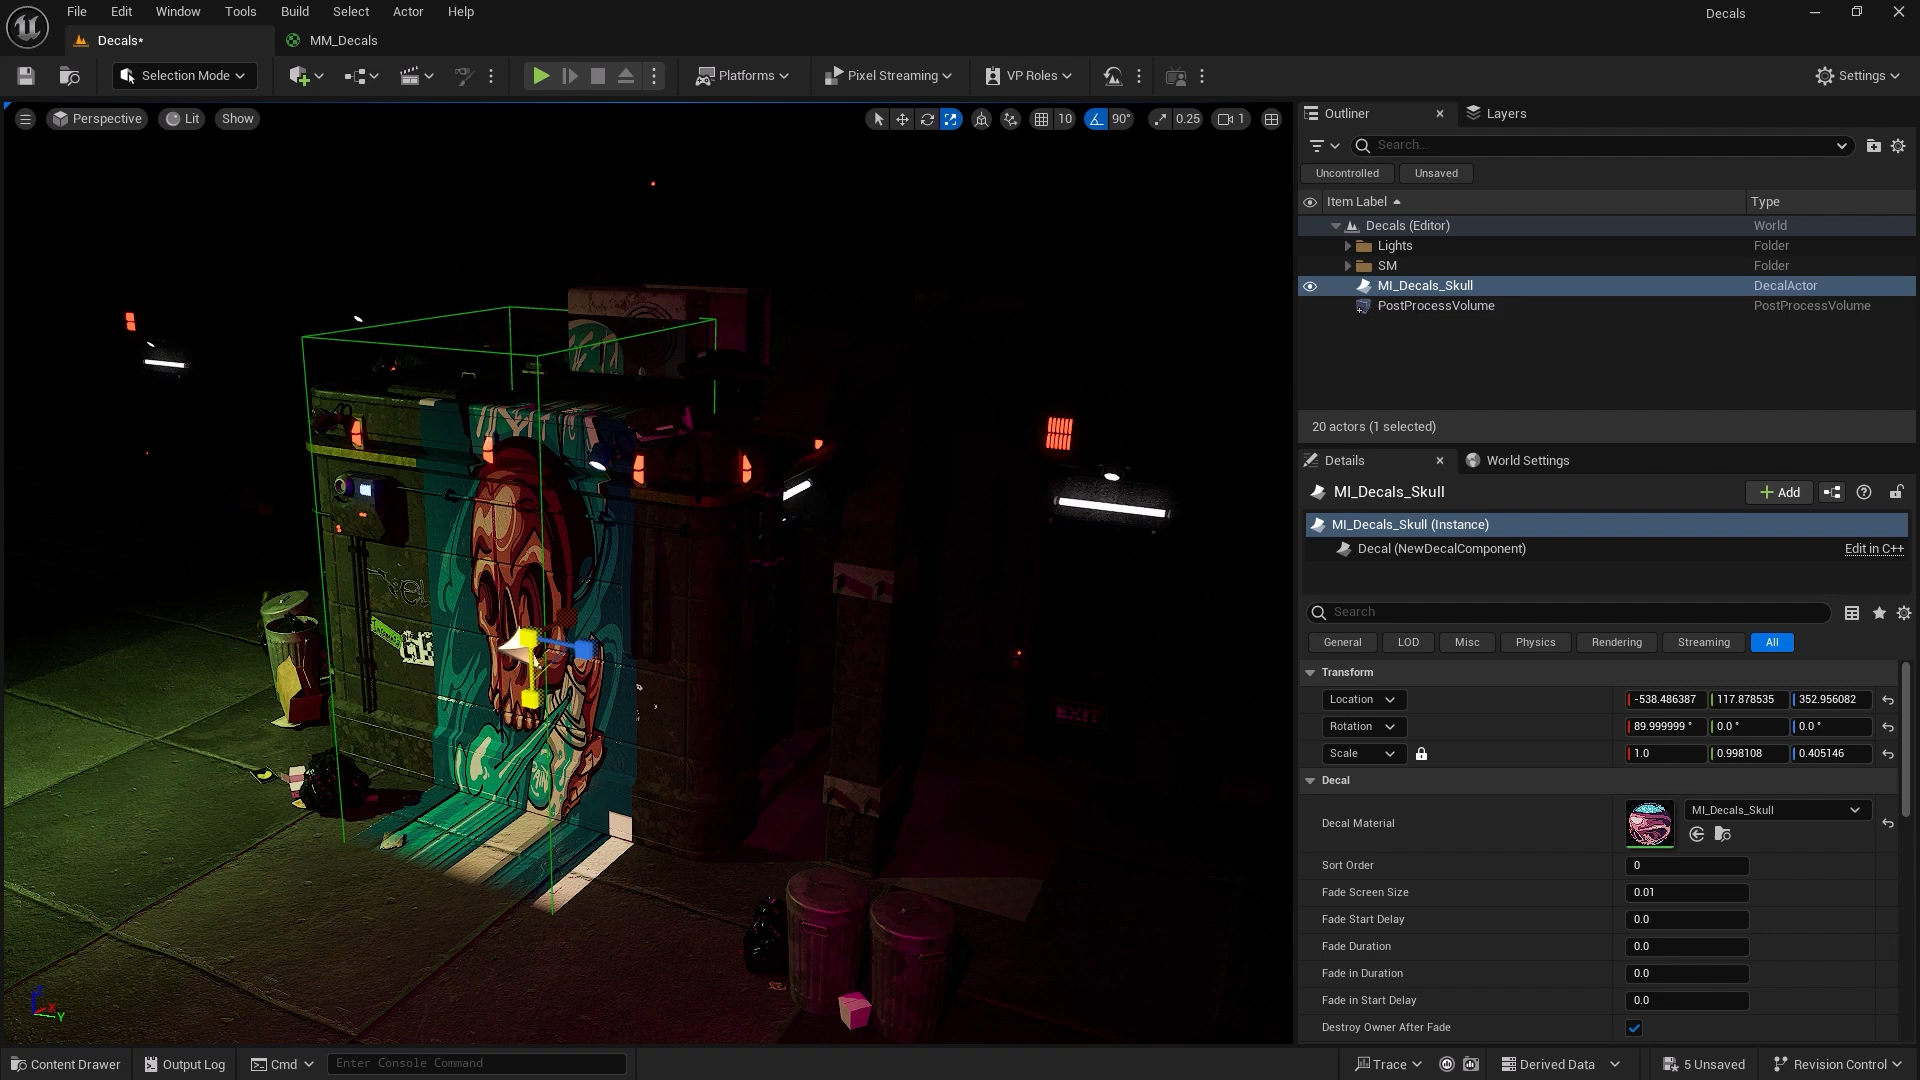 File Edit Window Tools Build Select Actor Help
Decals
Decals*
MM_Decals
Selection Mode
Platforms
Pixel Streaming
VP Roles
Settings
Perspective
Lit
Show
10
90°
0.25
1
Outliner
Layers
Search...
Uncontrolled
Unsaved
Item Label
Type
Decals (Editor)
World
Lights
Folder
SM
Folder
MI_Decals_Skull
DecalActor
PostProcessVolume
PostProcessVolume
20 actors (1 selected)
Details
World Settings
MI_Decals_Skull
Add
MI_Decals_Skull (Instance)
Decal (NewDecalComponent)
Edit in C++
Search
General
LOD
Misc
Physics
Rendering
Streaming
All
Transform
Location
-538.486387
117.878535
352.956082
Rotation
89.999999 °
0.0 °
0.0 °
Scale
1.0
0.998108
0.405146
Decal
Decal Material
MI_Decals_Skull
Sort Order
0
Fade Screen Size
0.01
Fade Start Delay
0.0
Fade Duration
0.0
Fade in Duration
0.0
Fade in Start Delay
0.0
Destroy Owner After Fade
EXIT
X
Y
Content Drawer
Output Log
Cmd
Enter Console Command
Trace
Derived Data
5 Unsaved
Revision Control